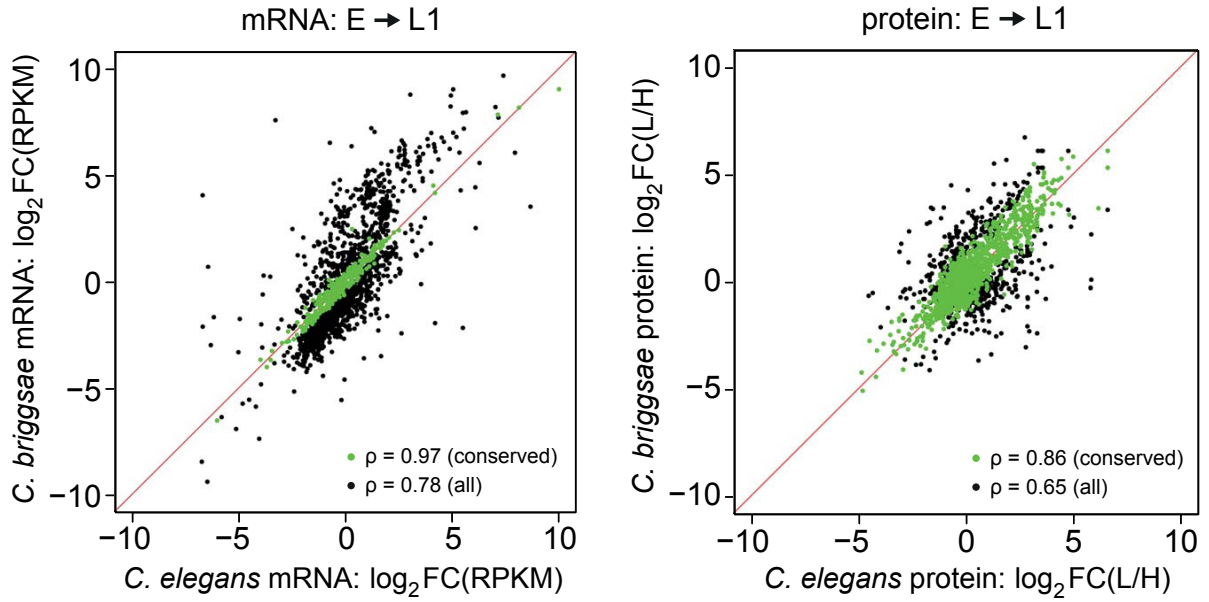 mRNA: E → L1
C. briggsae mRNA: log2FC(RPKM)
10
5
0
−5
−10
ρ = 0.97 (conserved)
ρ = 0.78 (all)
−10 −5 0 5 10
C. elegans mRNA: log2FC(RPKM)
protein: E → L1
C. briggsae protein: log2FC(L/H)
10
5
0
−5
−10
ρ = 0.86 (conserved)
ρ = 0.65 (all)
−10 −5 0 5 10
C. elegans protein: log2FC(L/H)